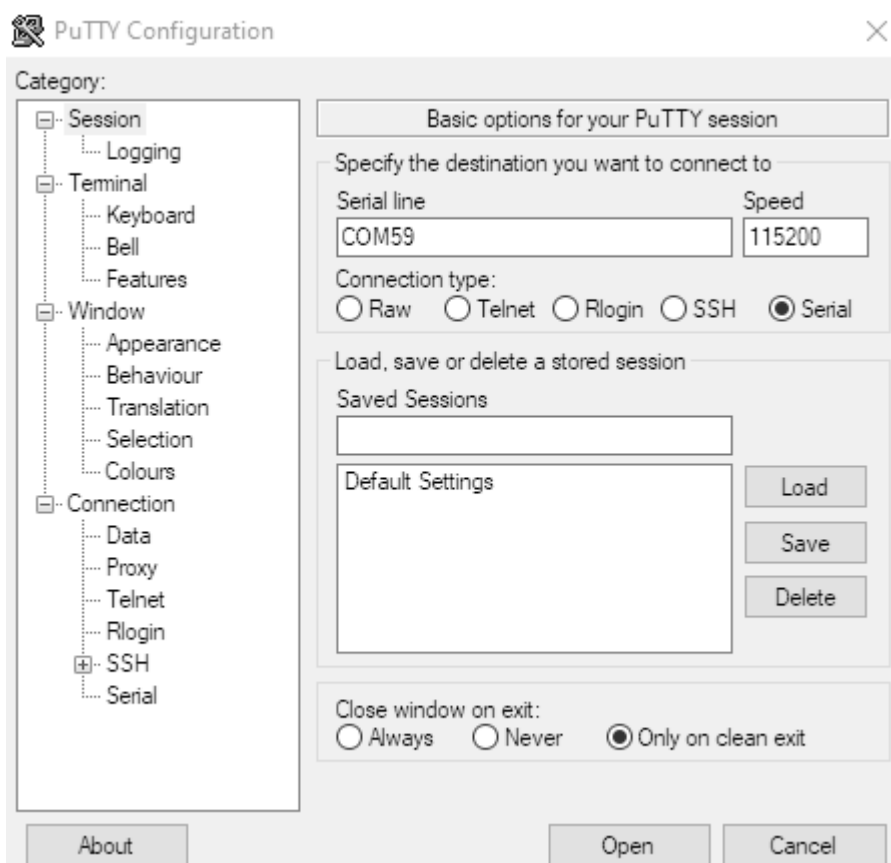 PuTTY Configuration
Category:
Session
Logging
Terminal
Keyboard
Bell
Features
Window
Appearance
Behaviour
Translation
Selection
Colours
Connection
Data
Proxy
Telnet
Rlogin
SSH
Serial
Basic options for your PuTTY session
Specify the destination you want to connect to
Serial line Speed
COM59 115200
Connection type:
Raw Telnet Rlogin SSH Serial
Load, save or delete a stored session
Saved Sessions
Default Settings
Load
Save
Delete
Close window on exit:
Always Never Only on clean exit
About Open Cancel